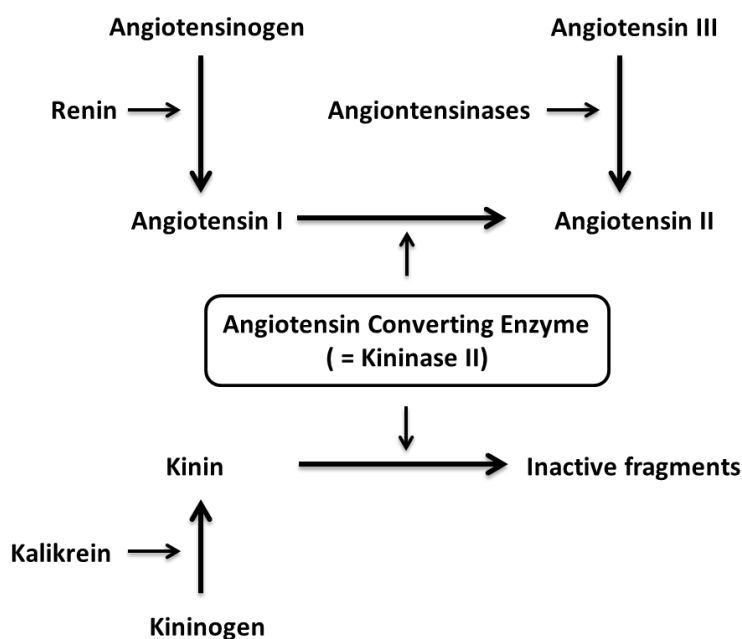 Angiotensinogen
Angiotensin III
Renin
Angiontensinases
Angiotensin I
Angiotensin II
Angiotensin Converting Enzyme
( = Kininase II)
Kinin
Inactive fragments
Kalikrein
Kininogen